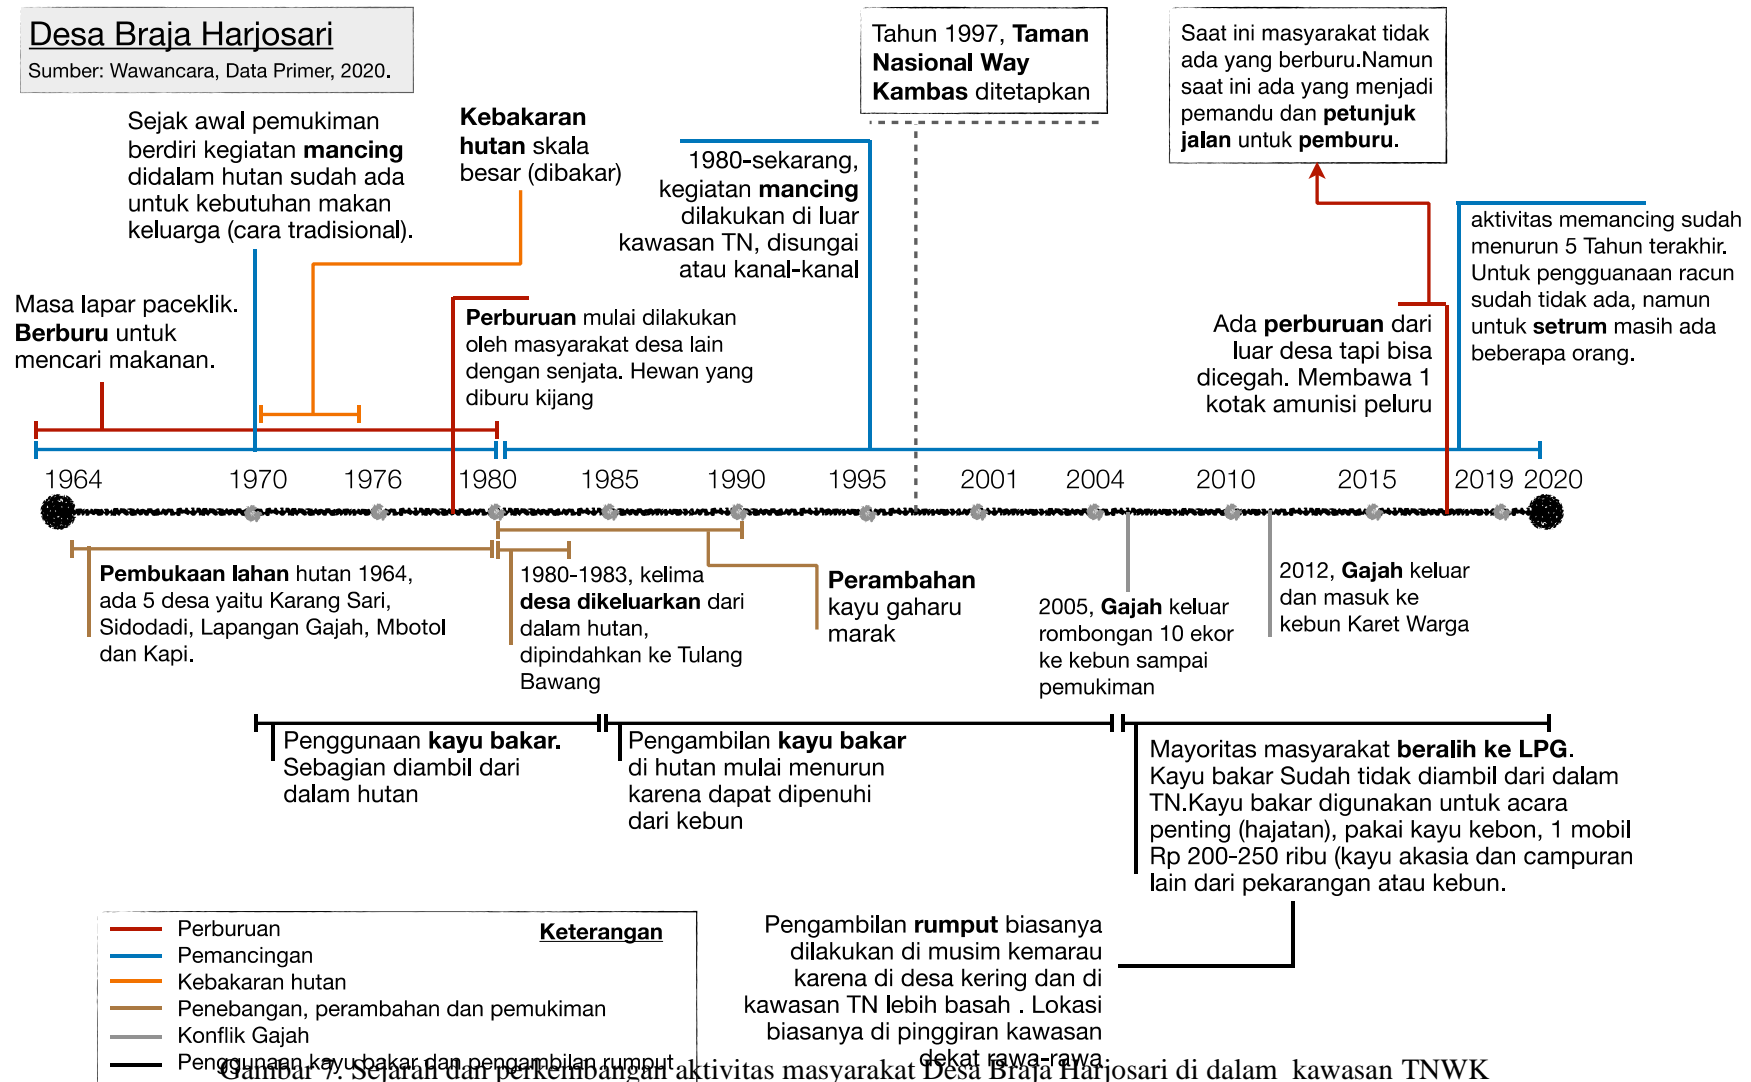 Desa Braja Harjosari
Sumber: Wawancara, Data Primer, 2020.
Tahun 1997, Taman
Nasional Way
Kambas ditetapkan
Saat ini masyarakat tidak
ada yang berburu.Namun
saat ini ada yang menjadi
pemandu dan petunjuk
jalan untuk pemburu.
Sejak awal pemukiman
berdiri kegiatan mancing
didalam hutan sudah ada
untuk kebutuhan makan
keluarga (cara tradisional).
Kebakaran
hutan skala
besar (dibakar)
1980-sekarang,
kegiatan mancing
dilakukan di luar
kawasan TN, disungai
atau kanal-kanal
aktivitas memancing sudah
menurun 5 Tahun terakhir.
Untuk pengguanaan racun
sudah tidak ada, namun
untuk setrum masih ada
beberapa orang.
Masa lapar paceklik.
Berburu untuk
mencari makanan.
Perburuan mulai dilakukan
oleh masyarakat desa lain
dengan senjata. Hewan yang
diburu kijang
Ada perburuan dari
luar desa tapi bisa
dicegah. Membawa 1
kotak amunisi peluru
1964 1970 1976 1980 1985 1990 1995 2001 2004 2010 2015 2019 2020
Pembukaan lahan hutan 1964,
ada 5 desa yaitu Karang Sari,
Sidodadi, Lapangan Gajah, Mbotol
dan Kapi.
1980-1983, kelima
desa dikeluarkan dari
dalam hutan,
dipindahkan ke Tulang
Bawang
Perambahan
kayu gaharu
marak
2005, Gajah keluar
rombongan 10 ekor
ke kebun sampai
pemukiman
2012, Gajah keluar
dan masuk ke
kebun Karet Warga
Penggunaan kayu bakar.
Sebagian diambil dari
dalam hutan
Pengambilan kayu bakar
di hutan mulai menurun
karena dapat dipenuhi
dari kebun
Mayoritas masyarakat beralih ke LPG.
Kayu bakar Sudah tidak diambil dari dalam
TN.Kayu bakar digunakan untuk acara
penting (hajatan), pakai kayu kebon, 1 mobil
Rp 200-250 ribu (kayu akasia dan campuran
lain dari pekarangan atau kebun.
Pengambilan rumput biasanya
dilakukan di musim kemarau
karena di desa kering dan di
kawasan TN lebih basah . Lokasi
biasanya di pinggiran kawasan
dekat rawa-rawa
Keterangan
Perburuan
Pemancingan
Kebakaran hutan
Penebangan, perambahan dan pemukiman
Konflik Gajah
Penggunaan kayu bakar dan pengambilan rumput
Gambar 7. Sejarah dan perkembangan aktivitas masyarakat Desa Braja Harjosari di dalam kawasan TNWK